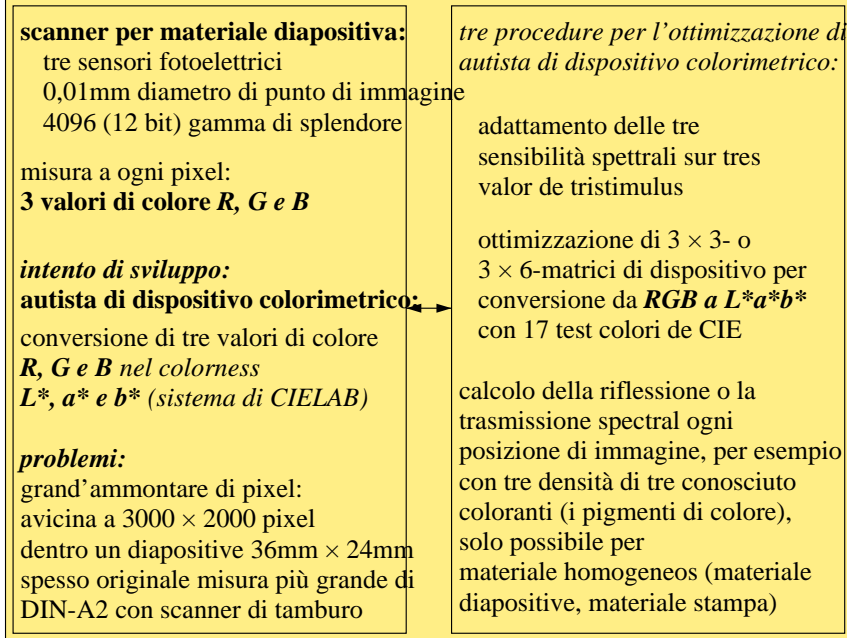 scanner per materiale diapositiva:
tre sensori fotoelettrici
0,01mm diametro di punto di immagine
4096 (12 bit) gamma di splendore
misura a ogni pixel:
3 valori di colore R, G e B
intento di sviluppo:
autista di dispositivo colorimetrico:
conversione di tre valori di colore
R, G e B nel colorness
L*, a* e b* (sistema di CIELAB)
problemi:
grand'ammontare di pixel:
avicina a 3000 × 2000 pixel
dentro un diapositive 36mm × 24mm
spesso originale misura più grande di
DIN-A2 con scanner di tamburo
tre procedure per l'ottimizzazione di
autista di dispositivo colorimetrico:
adattamento delle tre
sensibilità spettrali sur tres
valor de tristimulus
ottimizzazione di 3 × 3- o
3 × 6-matrici di dispositivo per
conversione da RGB a L*a*b*
con 17 test colori de CIE
calcolo della riflessione o la
trasmissione spectral ogni
posizione di immagine, per esempio
con tre densità di tre conosciuto
coloranti (i pigmenti di colore),
solo possibile per
materiale homogeneos (materiale
diapositive, materiale stampa)